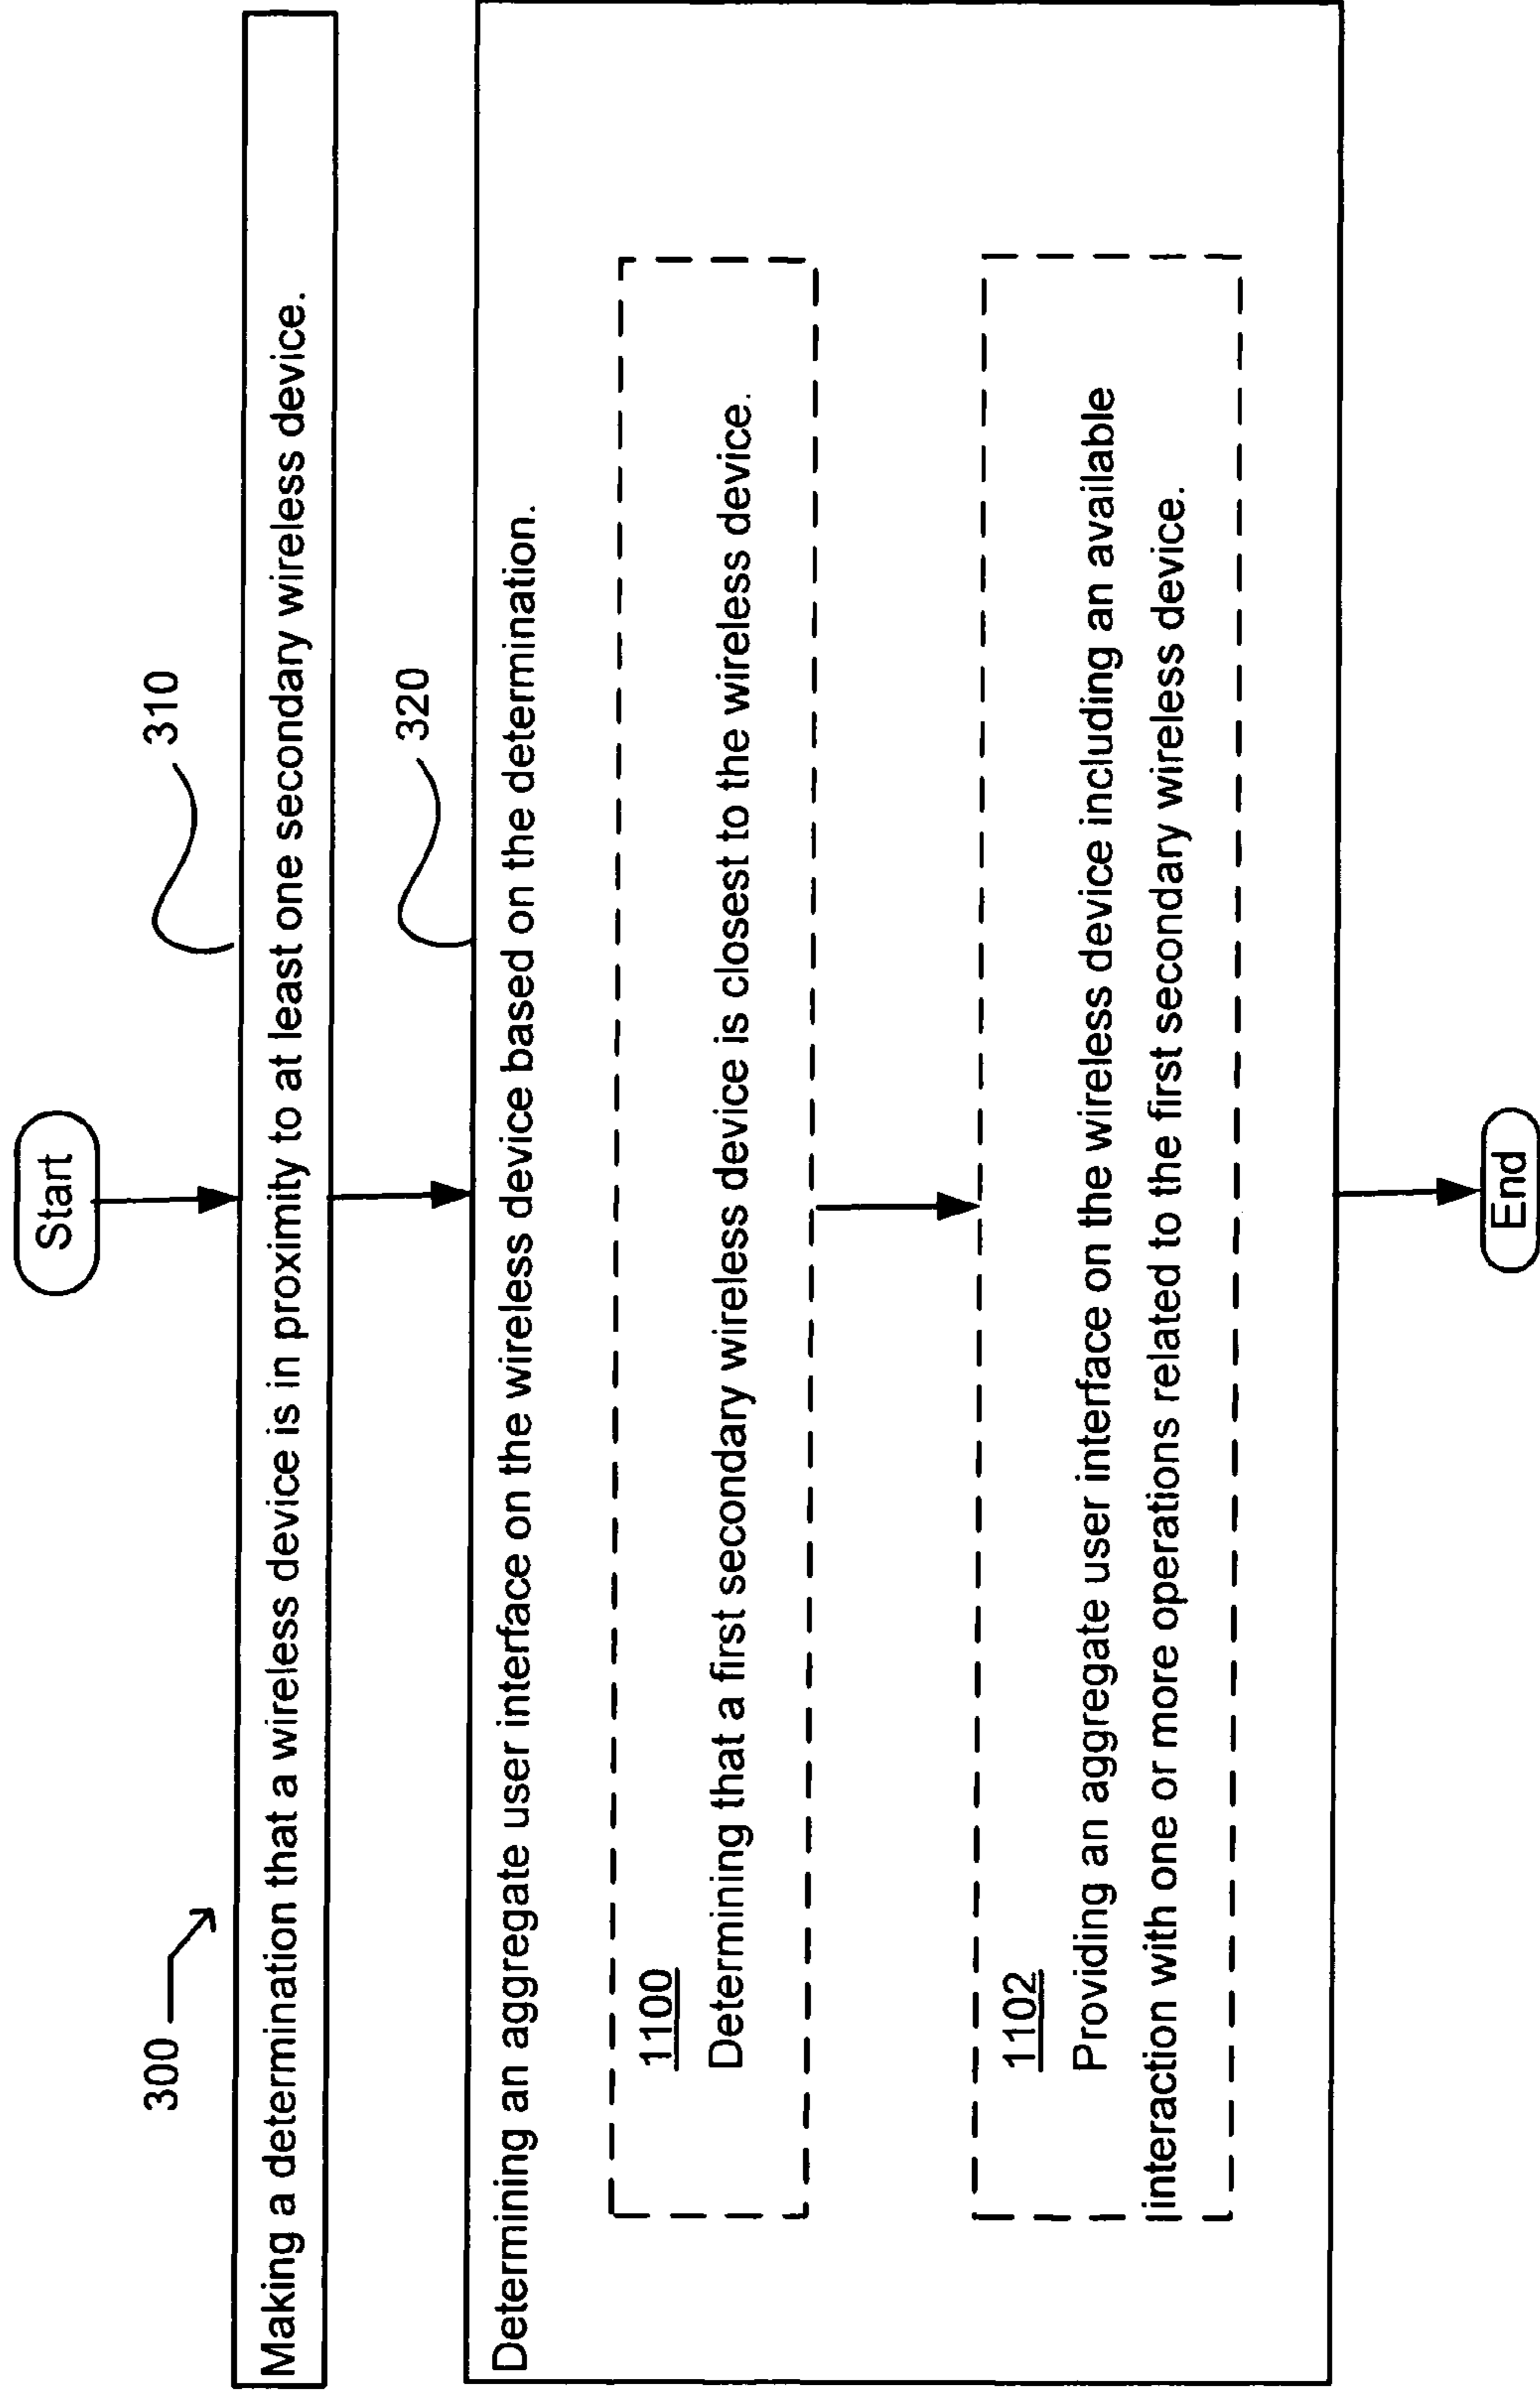 Start
300
310
Making a determination that a wireless device is in proximity to at least one secondary wireless device.
320
Determining an aggregate user interface on the wireless device based on the determination.
1100
Determining that a first secondary wireless device is closest to the wireless device.
1102
Providing an aggregate user interface on the wireless device including an available
interaction with one or more operations related to the first secondary wireless device.
End